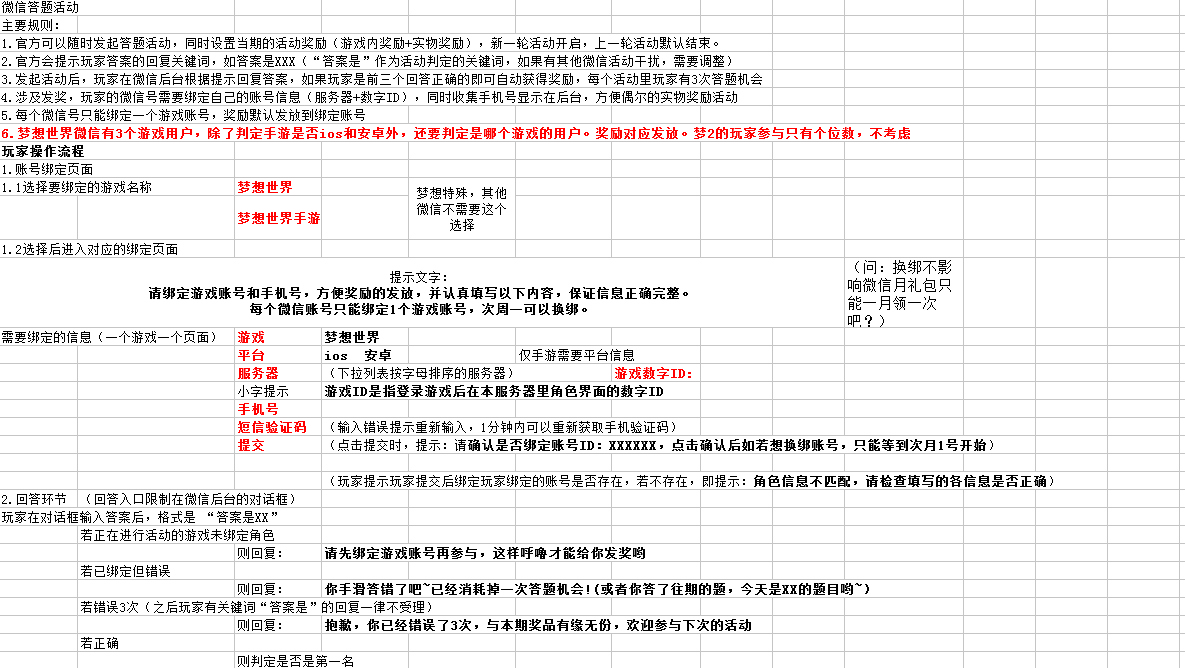 微信答题活动
主要规则：
1.官方可以随时发起答题活动，同时设置当期的活动奖励（游戏内奖励+实物奖励），新一轮活动开启，上一轮活动默认结束。
2.官方会提示玩家答案的回复关键词，如答案是XXX（“答案是”作为活动判定的关键词，如果有其他微信活动干扰，需要调整）
3.发起活动后，玩家在微信后台根据提示回复答案，如果玩家是前三个回答正确的即可自动获得奖励，每个活动里玩家有3次答题机会
4.涉及发奖，玩家的微信号需要绑定自己的账号信息（服务器+数字ID），同时收集手机号显示在后台，方便偶尔的实物奖励活动
5.每个微信号只能绑定一个游戏账号，奖励默认发放到绑定账号
6.梦想世界微信有3个游戏用户，除了判定手游是否ios和安卓外，还要判定是哪个游戏的用户。奖励对应发放。梦2的玩家参与只有个位数，不考虑
玩家操作流程
1.账号绑定页面
1.1选择要绑定的游戏名称 梦想世界
梦想世界手游
梦想特殊，其他
微信不需要这个
选择
1.2选择后进入对应的绑定页面
提示文字：
请绑定游戏账号和手机号，方便奖励的发放，并认真填写以下内容，保证信息正确完整。
每个微信账号只能绑定1个游戏账号，次周一可以换绑。
（问：换绑不影
响微信月礼包只
能一月领一次
吧？）
需要绑定的信息（一个游戏一个页面） 游戏 梦想世界
平台 ios 安卓 仅手游需要平台信息
服务器 （下拉列表按字母排序的服务器） 游戏数字ID：
小字提示 游戏ID是指登录游戏后在本服务器里角色界面的数字ID
手机号
短信验证码 （输入错误提示重新输入，1分钟内可以重新获取手机验证码）
提交 （点击提交时，提示：请确认是否绑定账号ID：XXXXXX，点击确认后如若想换绑账号，只能等到次月1号开始）
（玩家提示玩家提交后绑定玩家绑定的账号是否存在，若不存在，即提示：角色信息不匹配，请检查填写的各信息是否正确）
2.回答环节 （回答入口限制在微信后台的对话框）
玩家在对话框输入答案后，格式是 “答案是XX”
若正在进行活动的游戏未绑定角色
则回复： 请先绑定游戏账号再参与，这样呼噜才能给你发奖哟
若已绑定但错误
则回复： 你手滑答错了吧~已经消耗掉一次答题机会！(或者你答了往期的题，今天是XX的题目哟~)
若错误3次（之后玩家有关键词“答案是”的回复一律不受理）
则回复： 抱歉，你已经错误了3次，与本期奖品有缘无份，欢迎参与下次的活动
若正确
则判定是否是第一名